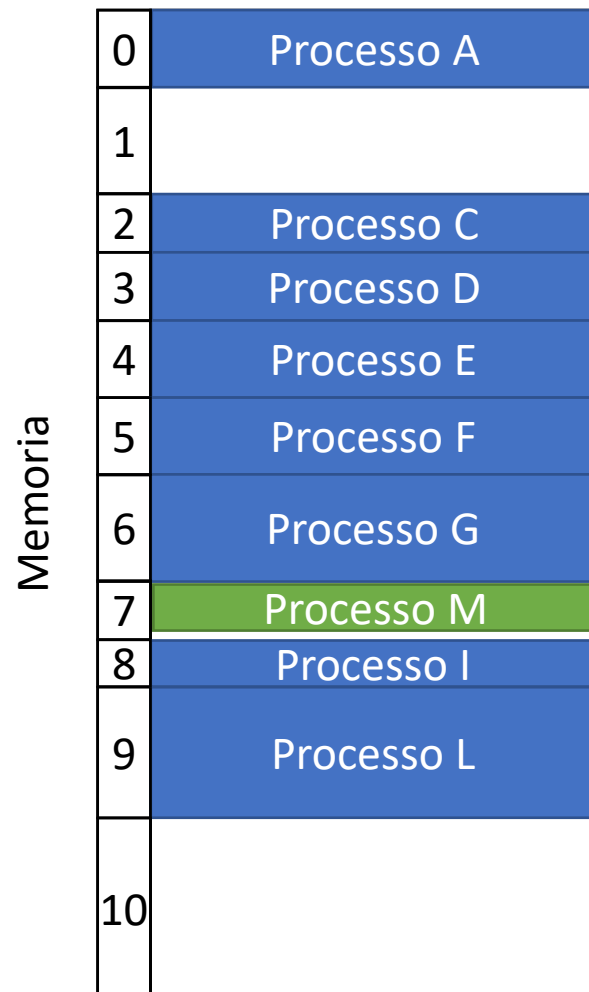 Memoria
0 Processo A
1
2 Processo C
3 Processo D
4 Processo E
5 Processo F
6 Processo G
7 Processo M
8 Processo I
9 Processo L
10